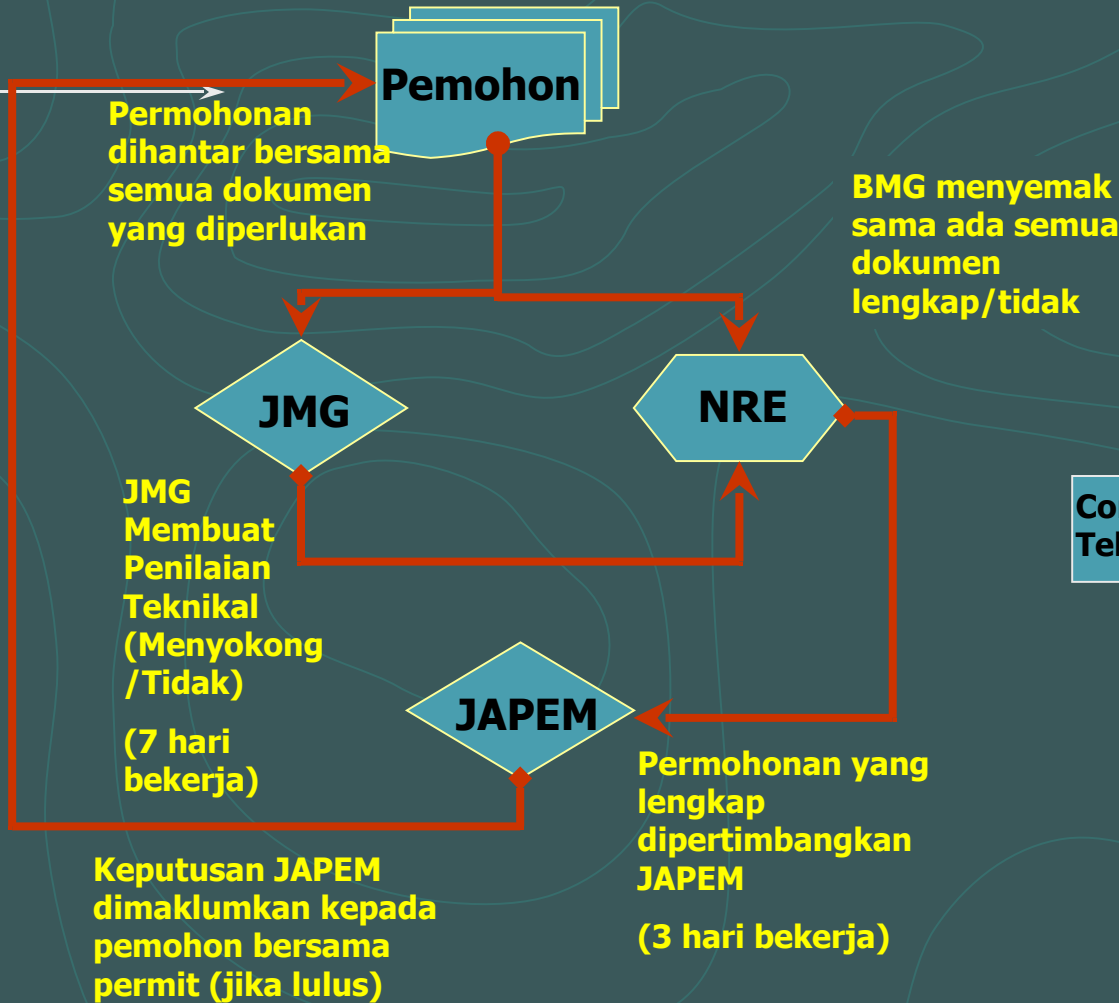 Pemohon
Permohonan
dihantar bersama
semua dokumen
yang diperlukan
BMG menyemak
sama ada semua
dokumen
lengkap/tidak
JMG
NRE
JMG
Membuat
Penilaian
Teknikal
(Menyokong
/Tidak)
(7 hari
bekerja)
JAPEM
Permohonan yang
lengkap
dipertimbangkan
JAPEM
(3 hari bekerja)
Keputusan JAPEM
dimaklumkan kepada
pemohon bersama
permit (jika lulus)